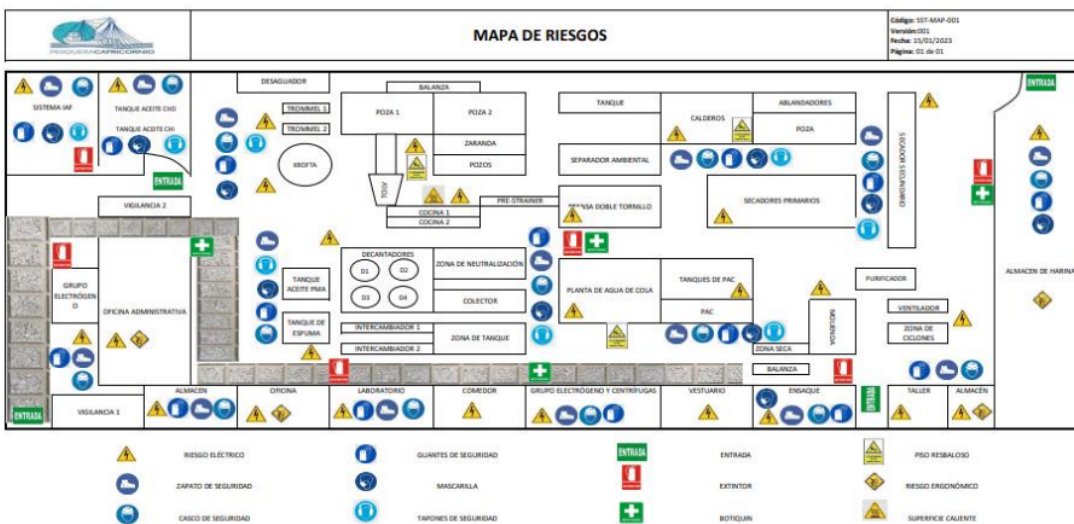 PESQUERA CAPRICORNIO
MAPA DE RIESGOS
Código: SST-MAP-001
Versión: 001
Fecha: 15/01/2023
Página: 01 de 01
SISTEMA IAF
TANQUE ACEITE CHD
TANQUE ACEITE CHI
ENTRADA
VIGILANCIA 2
DESAGUADOR
TROMMEL 1
TROMMEL 2
KROFTA
BALANZA
POZA 1
POZA 2
ZARANDA
POZOS
TOLVA
PRE-STRAINER
COCINA 1
COCINA 2
TANQUE
CALDEROS
ABLANDADORES
POZA
SEPARADOR AMBIENTAL
PRENSA DOBLE TORNILLO
SECADORES PRIMARIOS
SECADOR SECUNDARIO
ENTRADA
ALMACEN DE HARINA
GRUPO
ELECTRÓGEN
O
OFICINA ADMINISTRATIVA
TANQUE
ACEITE PMA
TANQUE DE
ESPUMA
DECANTADORES
D1
D2
D3
D4
ZONA DE NEUTRALIZACIÓN
COLECTOR
INTERCAMBIADOR 1
INTERCAMBIADOR 2
ZONA DE TANQUE
PLANTA DE AGUA DE COLA
TANQUES DE PAC
PAC
MOLIENDA
ZONA SECA
BALANZA
PURIFICADOR
VENTILADOR
ZONA DE
CICLONES
ENTRADA
VIGILANCIA 1
ALMACEN
OFICINA
LABORATORIO
COMEDOR
GRUPO ELECTRÓGENO Y CENTRÍFUGAS
VESTUARIO
ENSAQUE
ENTRADA
TALLER
ALMACÉN
RIESGO ELÉCTRICO
GUANTES DE SEGURIDAD
ENTRADA
ENTRADA
PISO RESBALOSO
ZAPATO DE SEGURIDAD
MASCARILLA
EXTINTOR
RIESGO ERGONÓMICO
CASCO DE SEGURIDAD
TAPONES DE SEGURIDAD
BOTIQUIN
SUPERFICIE CALIENTE